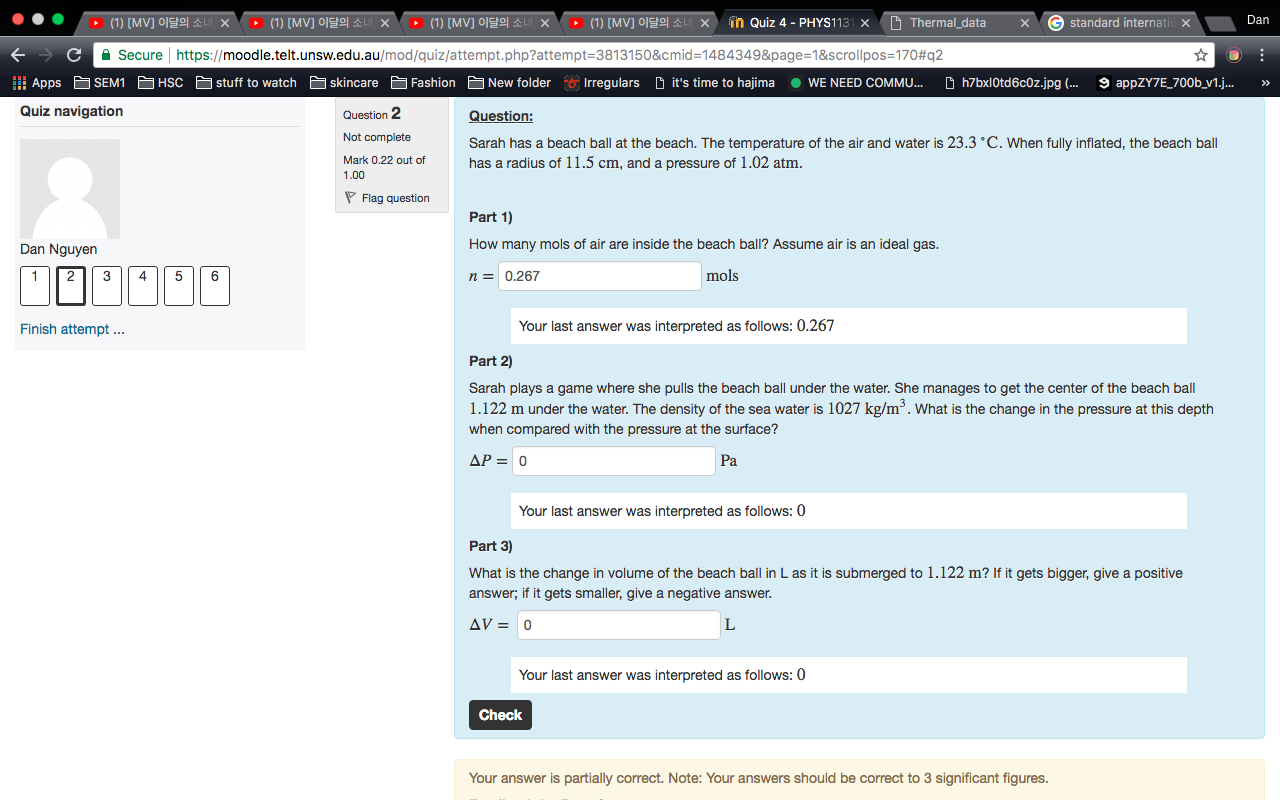 (1) [MV] 이달의 소녀
(1) [MV] 이달의 소녀
(1) [MV] 이달의 소녀
(1) [MV] 이달의 소녀
Quiz 4 - PHYS1131
Thermal_data
standard internatio
Dan
Secure
https://moodle.telt.unsw.edu.au/mod/quiz/attempt.php?attempt=3813150&cmid=1484349&page=1&scrollpos=170#q2
Apps SEM1 HSC stuff to watch skincare Fashion New folder Irregulars it's time to hajima WE NEED COMMU... h7bxl0td6c0z.jpg (... appZY7E_700b_v1.j... »
Quiz navigation
Dan Nguyen
1 2 3 4 5 6
Finish attempt ...
Question 2
Not complete
Mark 0.22 out of
1.00
Flag question
Question:
Sarah has a beach ball at the beach. The temperature of the air and water is 23.3 °C. When fully inflated, the beach ball
has a radius of 11.5 cm, and a pressure of 1.02 atm.
Part 1)
How many mols of air are inside the beach ball? Assume air is an ideal gas.
n = 0.267 mols
Your last answer was interpreted as follows: 0.267
Part 2)
Sarah plays a game where she pulls the beach ball under the water. She manages to get the center of the beach ball
1.122 m under the water. The density of the sea water is 1027 kg/m³. What is the change in the pressure at this depth
when compared with the pressure at the surface?
ΔP = 0 Pa
Your last answer was interpreted as follows: 0
Part 3)
What is the change in volume of the beach ball in L as it is submerged to 1.122 m? If it gets bigger, give a positive
answer; if it gets smaller, give a negative answer.
ΔV = 0 L
Your last answer was interpreted as follows: 0
Check
Your answer is partially correct. Note: Your answers should be correct to 3 significant figures.